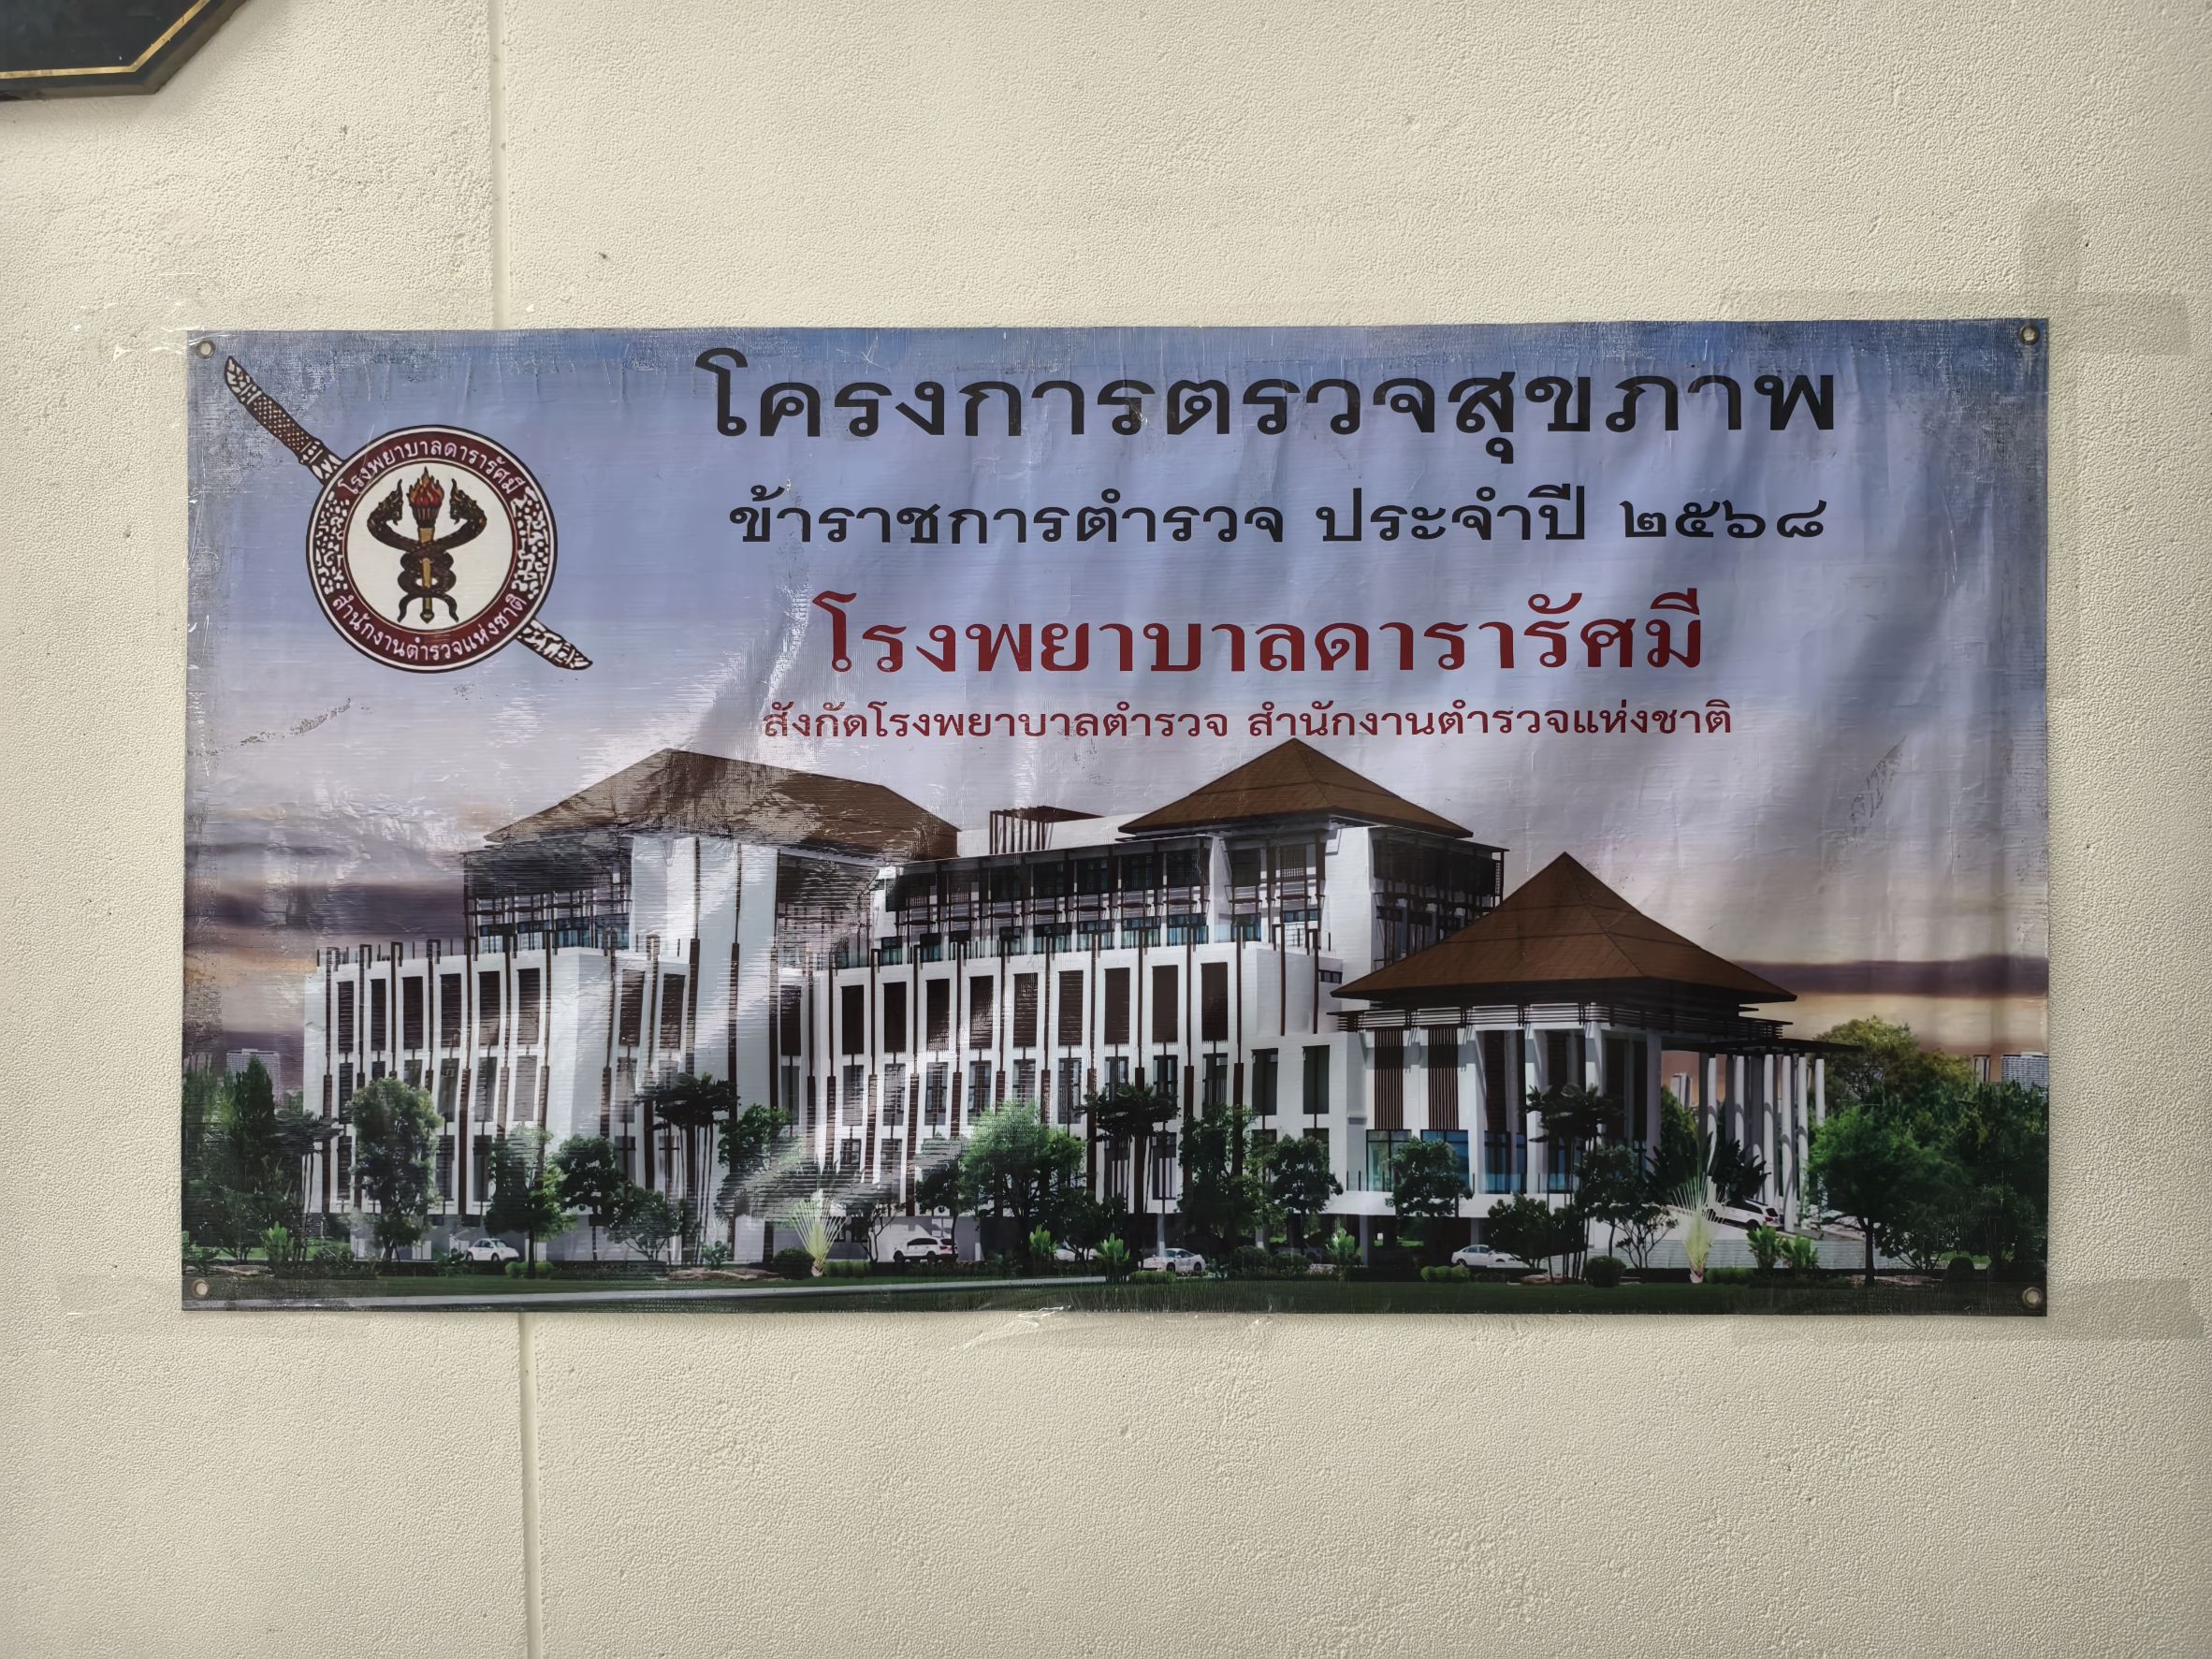 โครงการตรวจสุขภาพ
ข้าราชการตำรวจ ประจำปี ๒๕๖๘
โรงพยาบาลดารารัศมี
สังกัดโรงพยาบาลตำรวจ สำนักงานตำรวจแห่งชาติ
โรงพยาบาลดารารัศมี
สำนักงานตำรวจแห่งชาติ